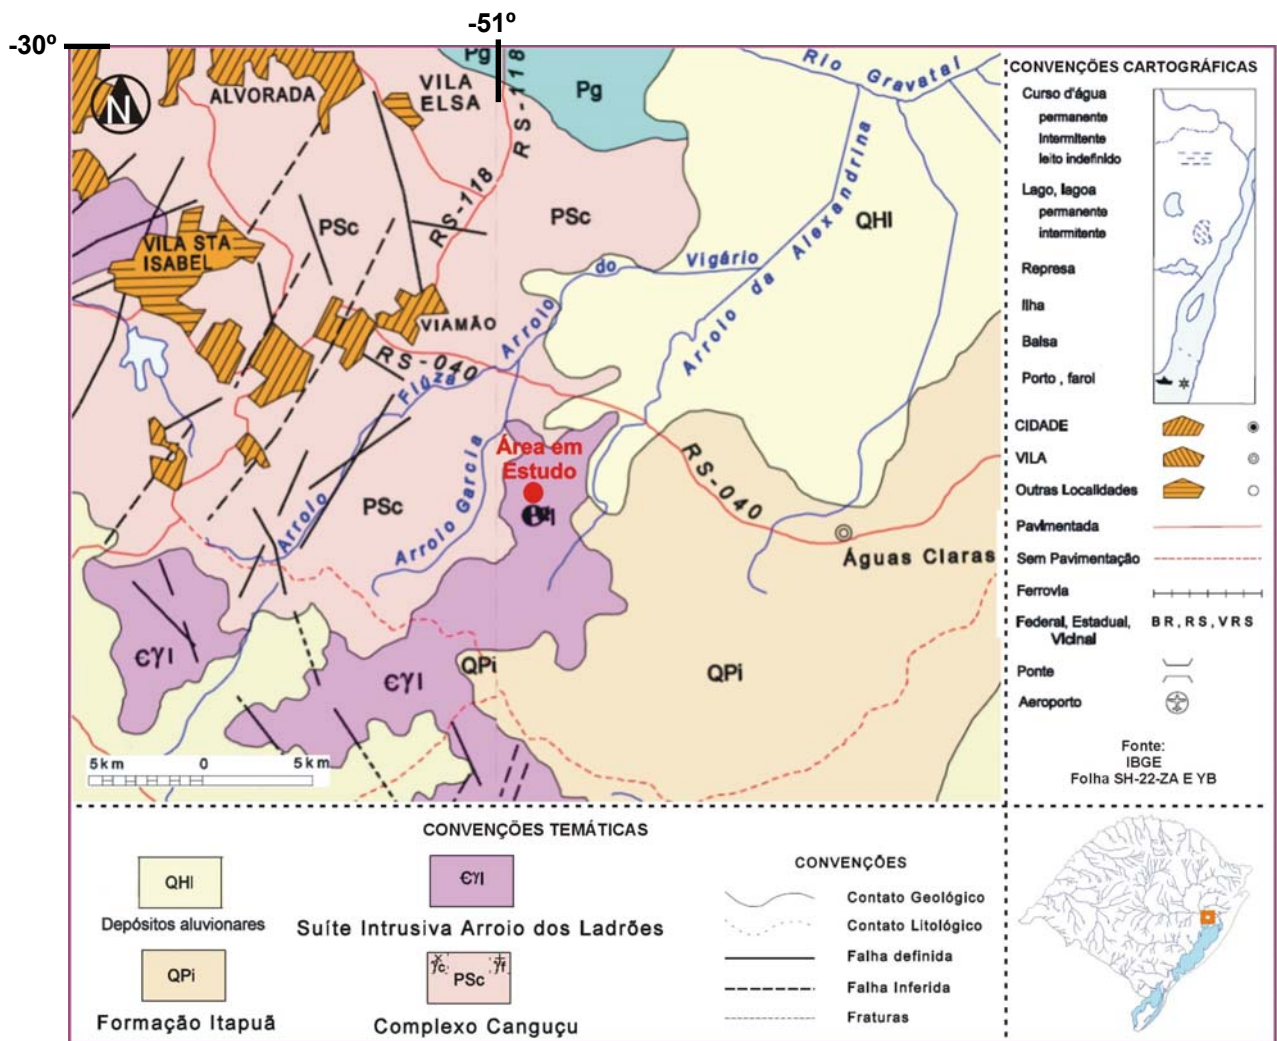 -51º
-30º
N
ALVORADA
VILA
ELSA
Pg
RS-118
Pg
Rio Gravataí
RS-118
PSc
PSc
QHl
VILA STA
ISABEL
do
Vigário
Arroio da Alexandrina
VIAMÃO
Arroio
RS-040
Fiúza
Área em
Estudo
RS-040
PSc
Arroio
Arroio Garcia
Águas Claras
ЄγI
ЄγI
QPi
QPi
5 km 0 5 km
CONVENÇÕES CARTOGRÁFICAS
Curso d'água
permanente
Intermitente
leito indefinido
Lago, lagoa
permanente
intermitente
Represa
Ilha
Balsa
Porto , farol
CIDADE
VILA
Outras Localidades
Pavimentada
Sem Pavimentação
Ferrovia
Federal, Estadual,
Vicinal
BR, RS, VRS
Ponte
Aeroporto
Fonte:
IBGE
Folha SH-22-ZA E YB
CONVENÇÕES TEMÁTICAS
QHl
Depósitos aluvionares
QPi
Formação Itapuã
ЄγI
Suíte Intrusiva Arroio dos Ladrões
γc γf
PSc
Complexo Canguçu
CONVENÇÕES
Contato Geológico
Contato Litológico
Falha definida
Falha Inferida
Fraturas